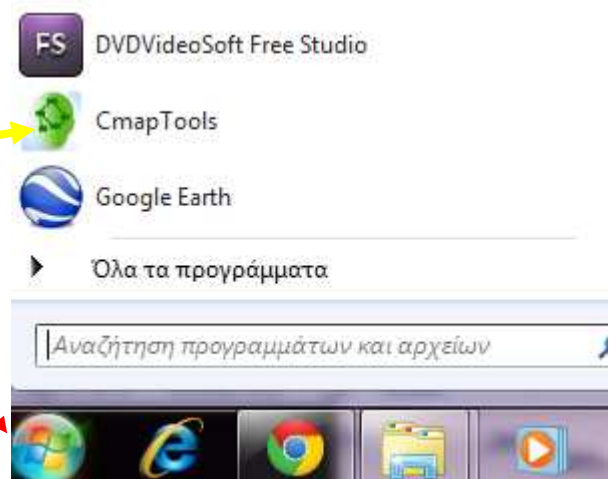 FS DVDVideoSoft Free Studio
CmapTools
Google Earth
Όλα τα προγράμματα
Αναζήτηση προγραμμάτων και αρχείων